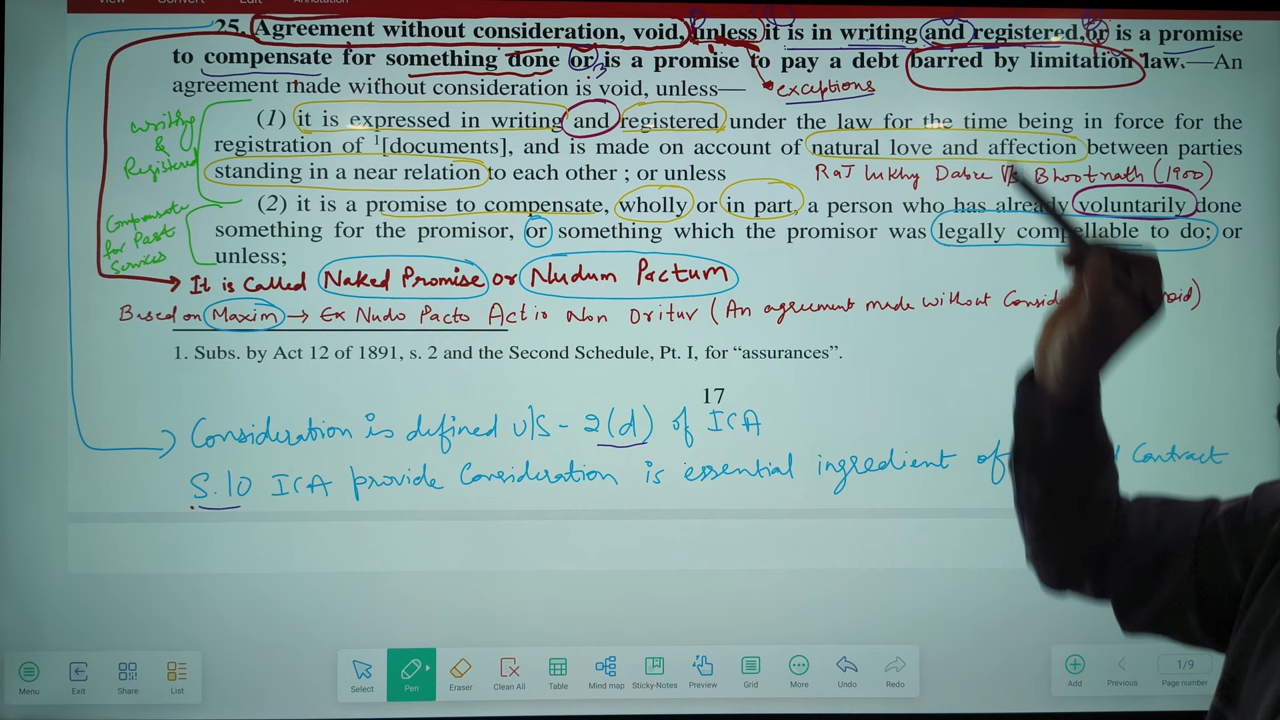 View Convert Edit Annotation
25. Agreement without consideration, void, unless it is in writing and registered, or is a promise
to compensate for something done or is a promise to pay a debt barred by limitation law.—An
agreement made without consideration is void, unless—
exceptions
(1) it is expressed in writing and registered under the law for the time being in force for the
registration of 1[documents], and is made on account of natural love and affection between parties
standing in a near relation to each other ; or unless
writing
&
Registered
Raj lukhy Dabee Vs Bhootnath (1900)
(2) it is a promise to compensate, wholly or in part, a person who has already voluntarily done
something for the promisor, or something which the promisor was legally compellable to do; or
unless;
Compensate
for Past
Services
It is Called Naked Promise or Nudum Pactum
Based on Maxim → Ex Nudo Pacto Actio Non Oritur (An agreement made without
1. Subs. by Act 12 of 1891, s. 2 and the Second Schedule, Pt. I, for “assurances”.
17
Consideration is defined U/S - 2(d) of ICA
S.10 ICA provide Consideration is essential ingredient of Contract
Menu Exit Share List Select Pen Eraser Clean All Table Mind map Sticky-Notes Preview Grid More Undo Redo Add Previous 1/9 Page number